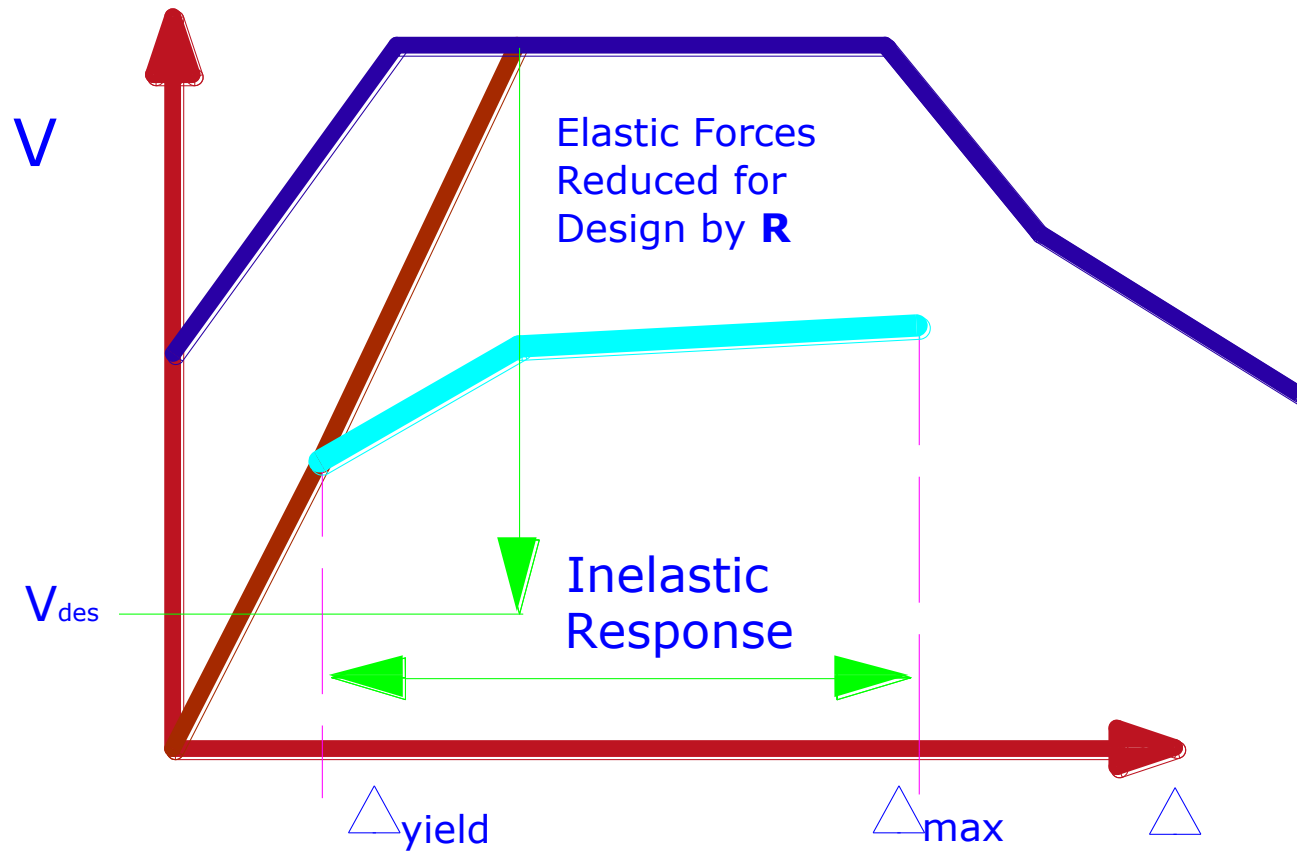 V
Elastic Forces
Reduced for
Design by R
Inelastic
Response
Vdes
△yield
△max
△